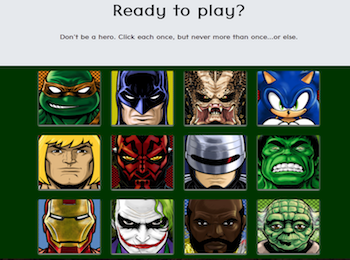 Ready to play?
Don't be a hero. Click each once, but never more than once...or else.